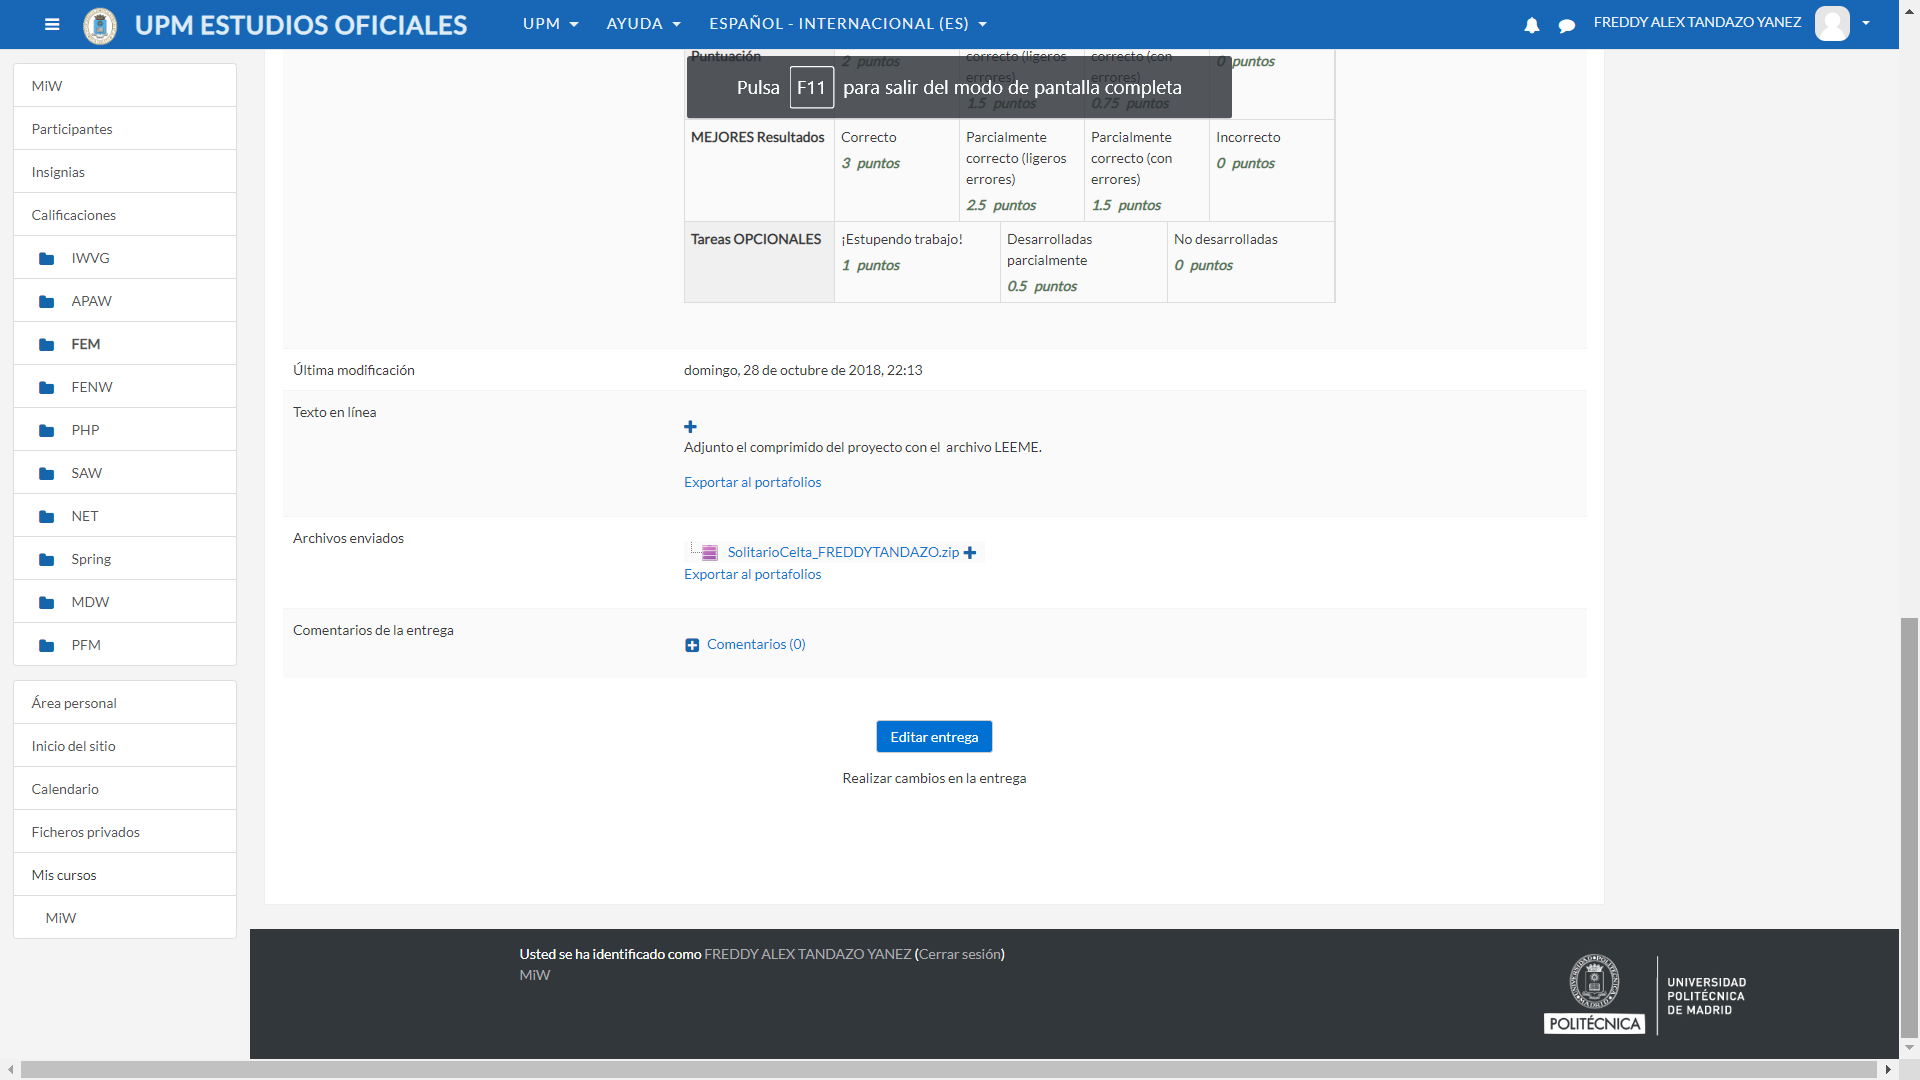 UPM ESTUDIOS OFICIALES
UPM
AYUDA
ESPAÑOL - INTERNACIONAL (ES)
FREDDY ALEX TANDAZO YANEZ
MiW
Participantes
Insignias
Calificaciones
IWVG
APAW
FEM
FENW
PHP
SAW
NET
Spring
MDW
PFM
Área personal
Inicio del sitio
Calendario
Ficheros privados
Mis cursos
MiW
Puntuación
2 puntos
correcto (ligeros
errores)
1.5 puntos
correcto (con
errores)
0.75 puntos
0 puntos
Pulsa F11 para salir del modo de pantalla completa
MEJORES Resultados
Correcto
3 puntos
Parcialmente
correcto (ligeros
errores)
2.5 puntos
Parcialmente
correcto (con
errores)
1.5 puntos
Incorrecto
0 puntos
Tareas OPCIONALES
¡Estupendo trabajo!
1 puntos
Desarrolladas
parcialmente
0.5 puntos
No desarrolladas
0 puntos
Última modificación
domingo, 28 de octubre de 2018, 22:13
Texto en línea
Adjunto el comprimido del proyecto con el archivo LEEME.
Exportar al portafolios
Archivos enviados
SolitarioCelta_FREDDYTANDAZO.zip
Exportar al portafolios
Comentarios de la entrega
Comentarios (0)
Editar entrega
Realizar cambios en la entrega
Usted se ha identificado como FREDDY ALEX TANDAZO YANEZ (Cerrar sesión)
MiW
POLITÉCNICA
UNIVERSIDAD
POLITÉCNICA
DE MADRID